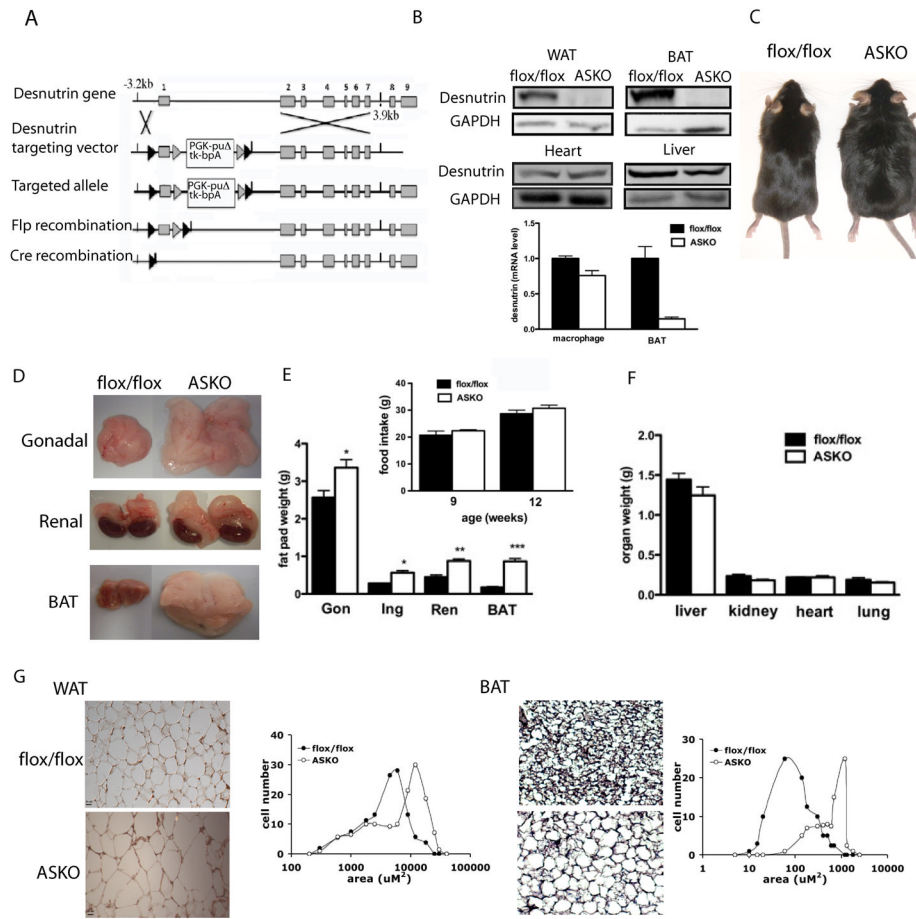 A
-3.2kb 1 2 3 4 5 6 7 8 9
Desnutrin gene
3.9kb
Desnutrin
targeting vector
PGK-puΔ
tk-bpA
Targeted allele
PGK-puΔ
tk-bpA
Flp recombination
Cre recombination
B
WAT BAT
flox/flox ASKO flox/flox ASKO
Desnutrin
GAPDH
Heart Liver
Desnutrin
GAPDH
desnutrin (mRNA level)
1.5
1.0
0.5
0.0
flox/flox
ASKO
macrophage BAT
C
flox/flox ASKO
D
flox/flox ASKO
Gonadal
Renal
BAT
E
fat pad weight (g)
5
4
3
2
1
0
* * ** ***
Gon Ing Ren BAT
food intake (g)
40
30
20
10
0
flox/flox
ASKO
9 12
age (weeks)
F
organ weight (g)
2.0
1.5
1.0
0.5
0.0
flox/flox
ASKO
liver kidney heart lung
G
WAT
flox/flox
ASKO
cell number
40
30
20
10
0
flox/flox
ASKO
100 1000 10000 100000
area (uM²)
BAT
cell number
30
20
10
0
flox/flox
ASKO
1 10 100 1000 10000
area (uM²)